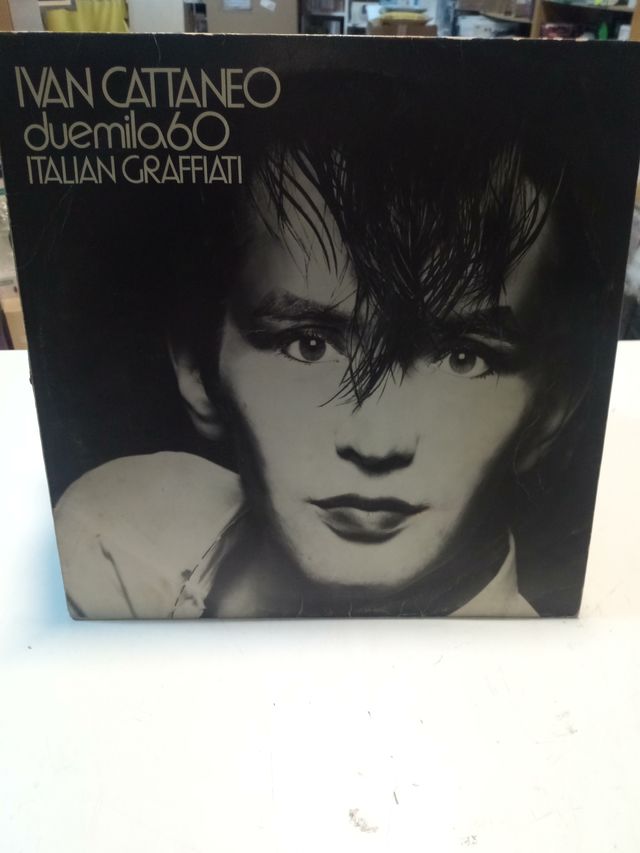 IVAN CATTANEO
duemila60
ITALIAN GRAFFIATI